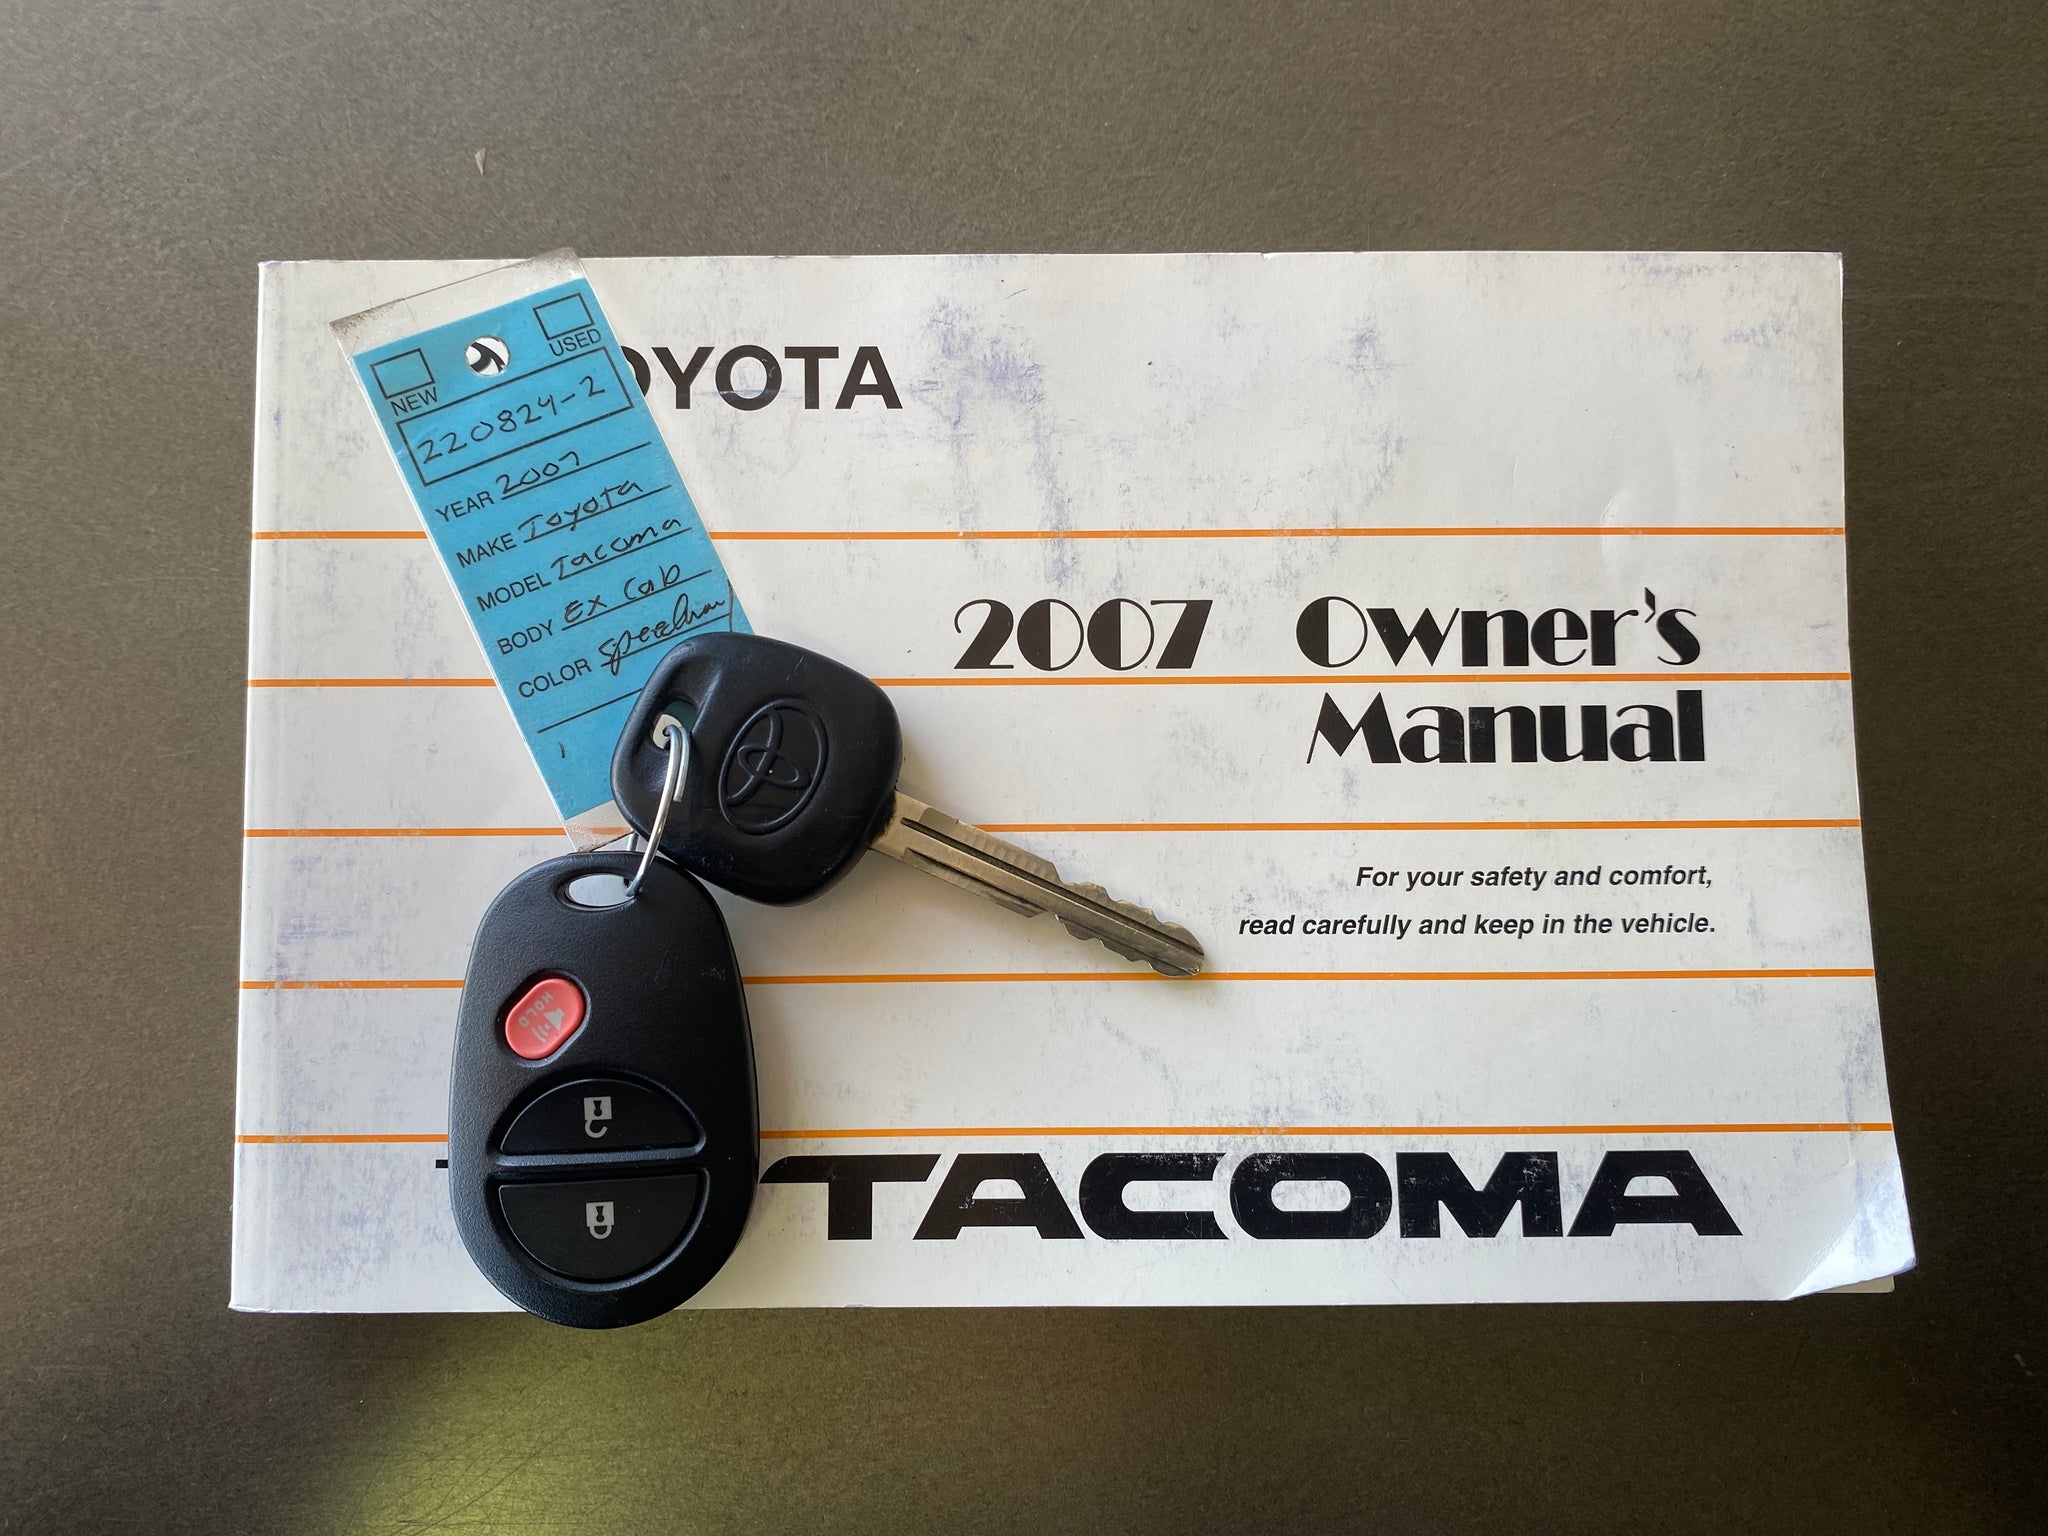 NEW
USED
220824-2
YEAR 2007
MAKE Toyota
MODEL Tacoma
BODY Ex Cab
COLOR
OYOTA
2007 Owner's
Manual
For your safety and comfort,
read carefully and keep in the vehicle.
TACOMA
HOLD